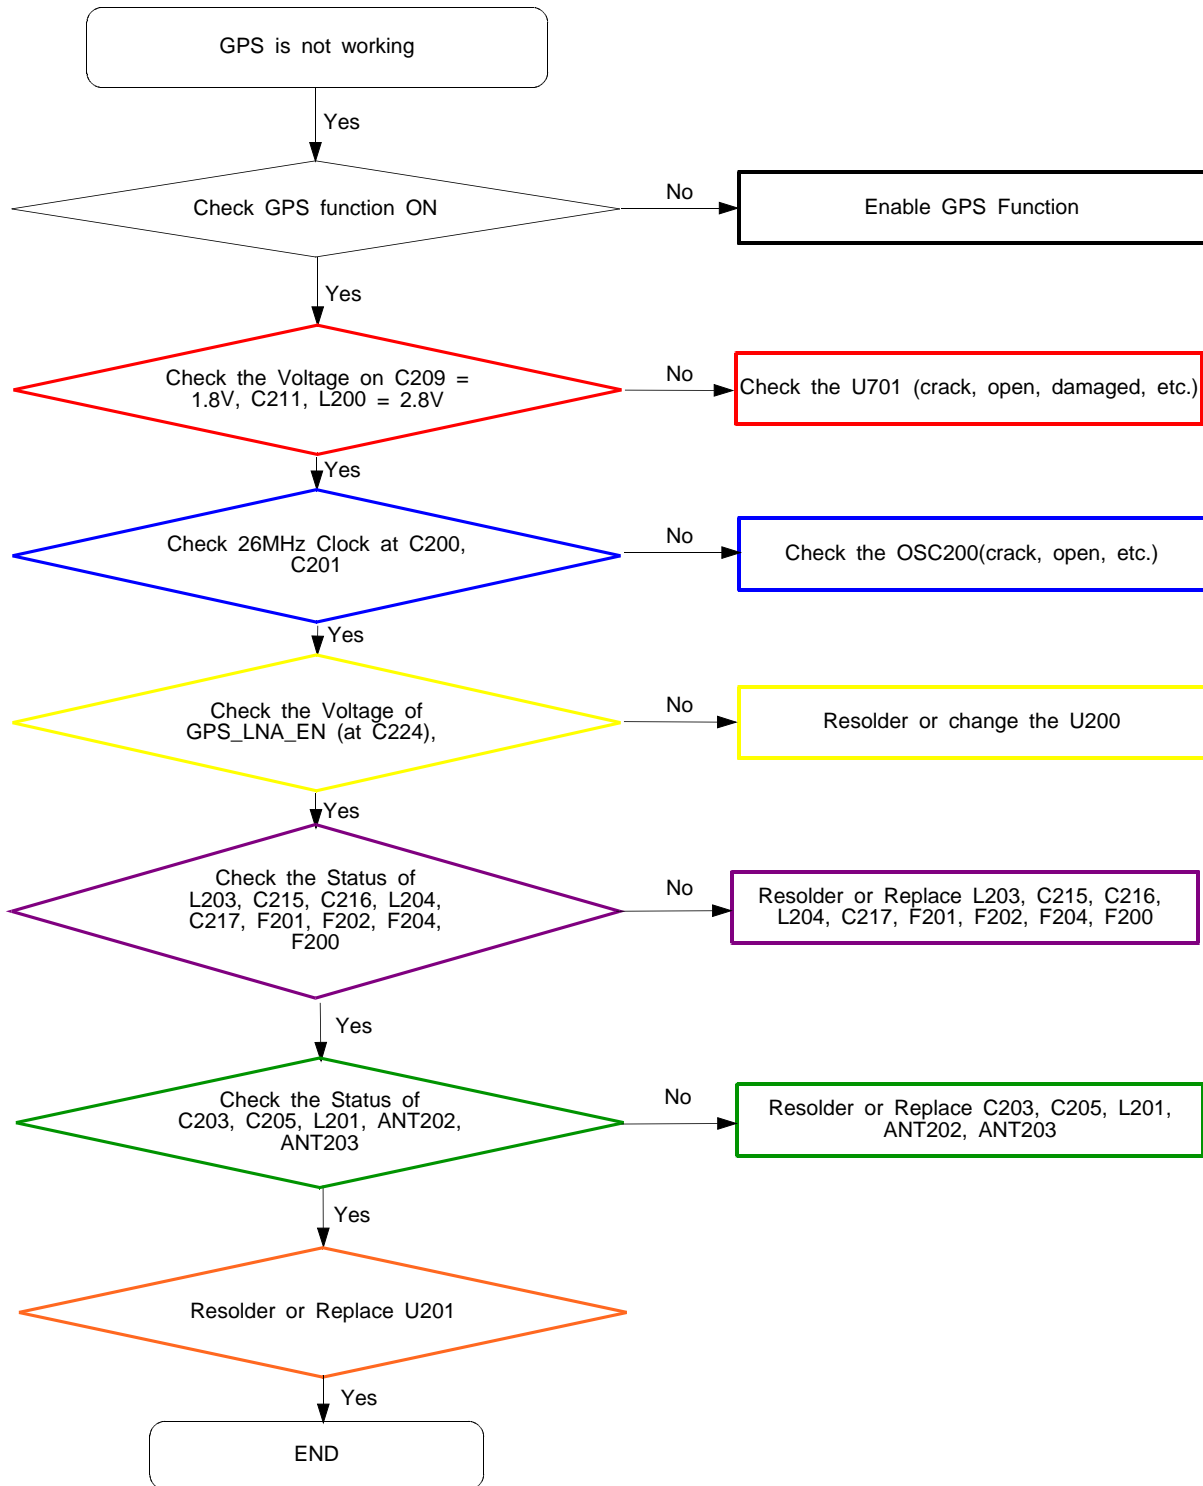 GPS is not working
Yes
Check GPS function ON
No
Enable GPS Function
Yes
Check the Voltage on C209 =
1.8V, C211, L200 = 2.8V
No
Check the U701 (crack, open, damaged, etc.)
Yes
Check 26MHz Clock at C200,
C201
No
Check the OSC200(crack, open, etc.)
Yes
Check the Voltage of
GPS_LNA_EN (at C224),
No
Resolder or change the U200
Yes
Check the Status of
L203, C215, C216, L204,
C217, F201, F202, F204,
F200
No
Resolder or Replace L203, C215, C216,
L204, C217, F201, F202, F204, F200
Yes
Check the Status of
C203, C205, L201, ANT202,
ANT203
No
Resolder or Replace C203, C205, L201,
ANT202, ANT203
Yes
Resolder or Replace U201
Yes
END